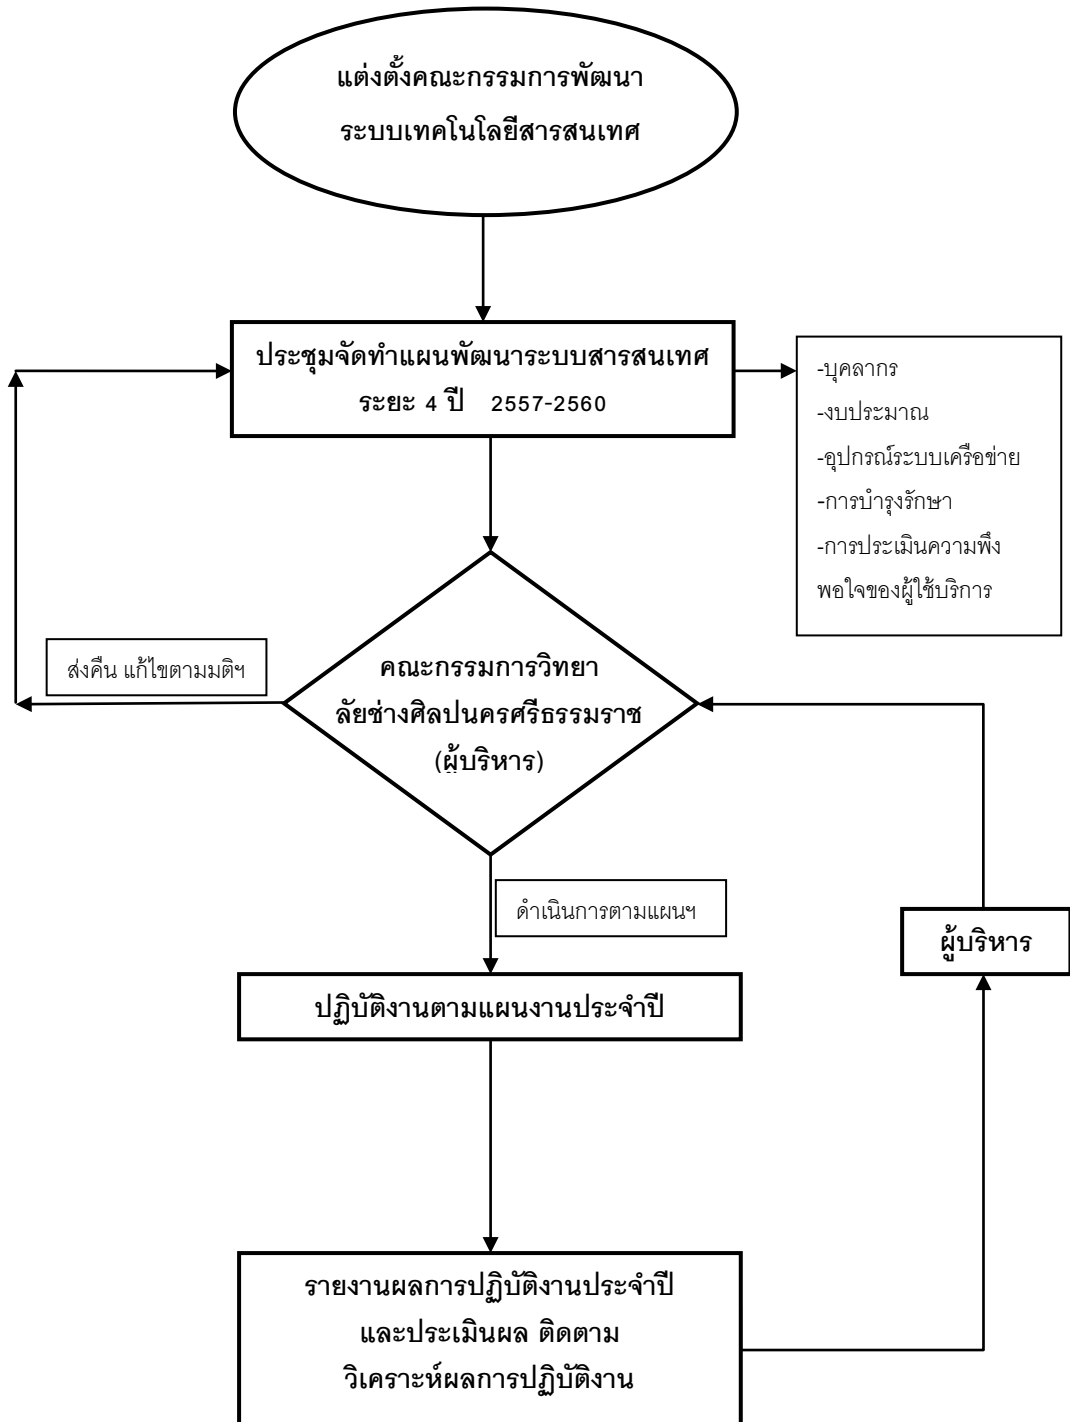 แต่งตั้งคณะกรรมการพัฒนา
ระบบเทคโนโลยีสารสนเทศ
ประชุมจัดทำแผนพัฒนาระบบสารสนเทศ
ระยะ 4 ปี 2557-2560
-บุคลากร
-งบประมาณ
-อุปกรณ์ระบบเครือข่าย
-การบำรุงรักษา
-การประเมินความพึง
พอใจของผู้ใช้บริการ
ส่งคืน แก้ไขตามมติฯ
คณะกรรมการวิทยา
ลัยช่างศิลปนครศรีธรรมราช
(ผู้บริหาร)
ดำเนินการตามแผนฯ
ผู้บริหาร
ปฏิบัติงานตามแผนงานประจำปี
รายงานผลการปฏิบัติงานประจำปี
และประเมินผล ติดตาม
วิเคราะห์ผลการปฏิบัติงาน